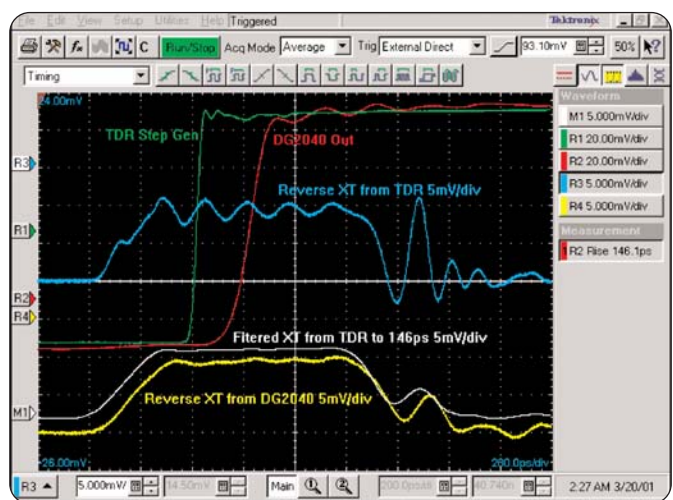 File Edit View Setup Utilities Help Triggered Tektronix
C Run/Stop Acq Mode Average Trig External Direct 93.10mV 50%
Timing
24.00mV
TDR Step Gen
DG2040 Out
R3
Reverse XT from TDR 5mV/div
R1
R2
R4
Filtered XT from TDR to 146ps 5mV/div
Reverse XT from DG2040 5mV/div
M1
-26.00mV
Waveform
M1 5.000mV/div
R1 20.00mV/div
R2 20.00mV/div
R3 5.000mV/div
R4 5.000mV/div
Measurement
1 R2 Rise 146.1ps
R3 5.000mV/ 14.50mV Main 1 2 200.0ps/div 40.740n 2:27 AM 3/20/01